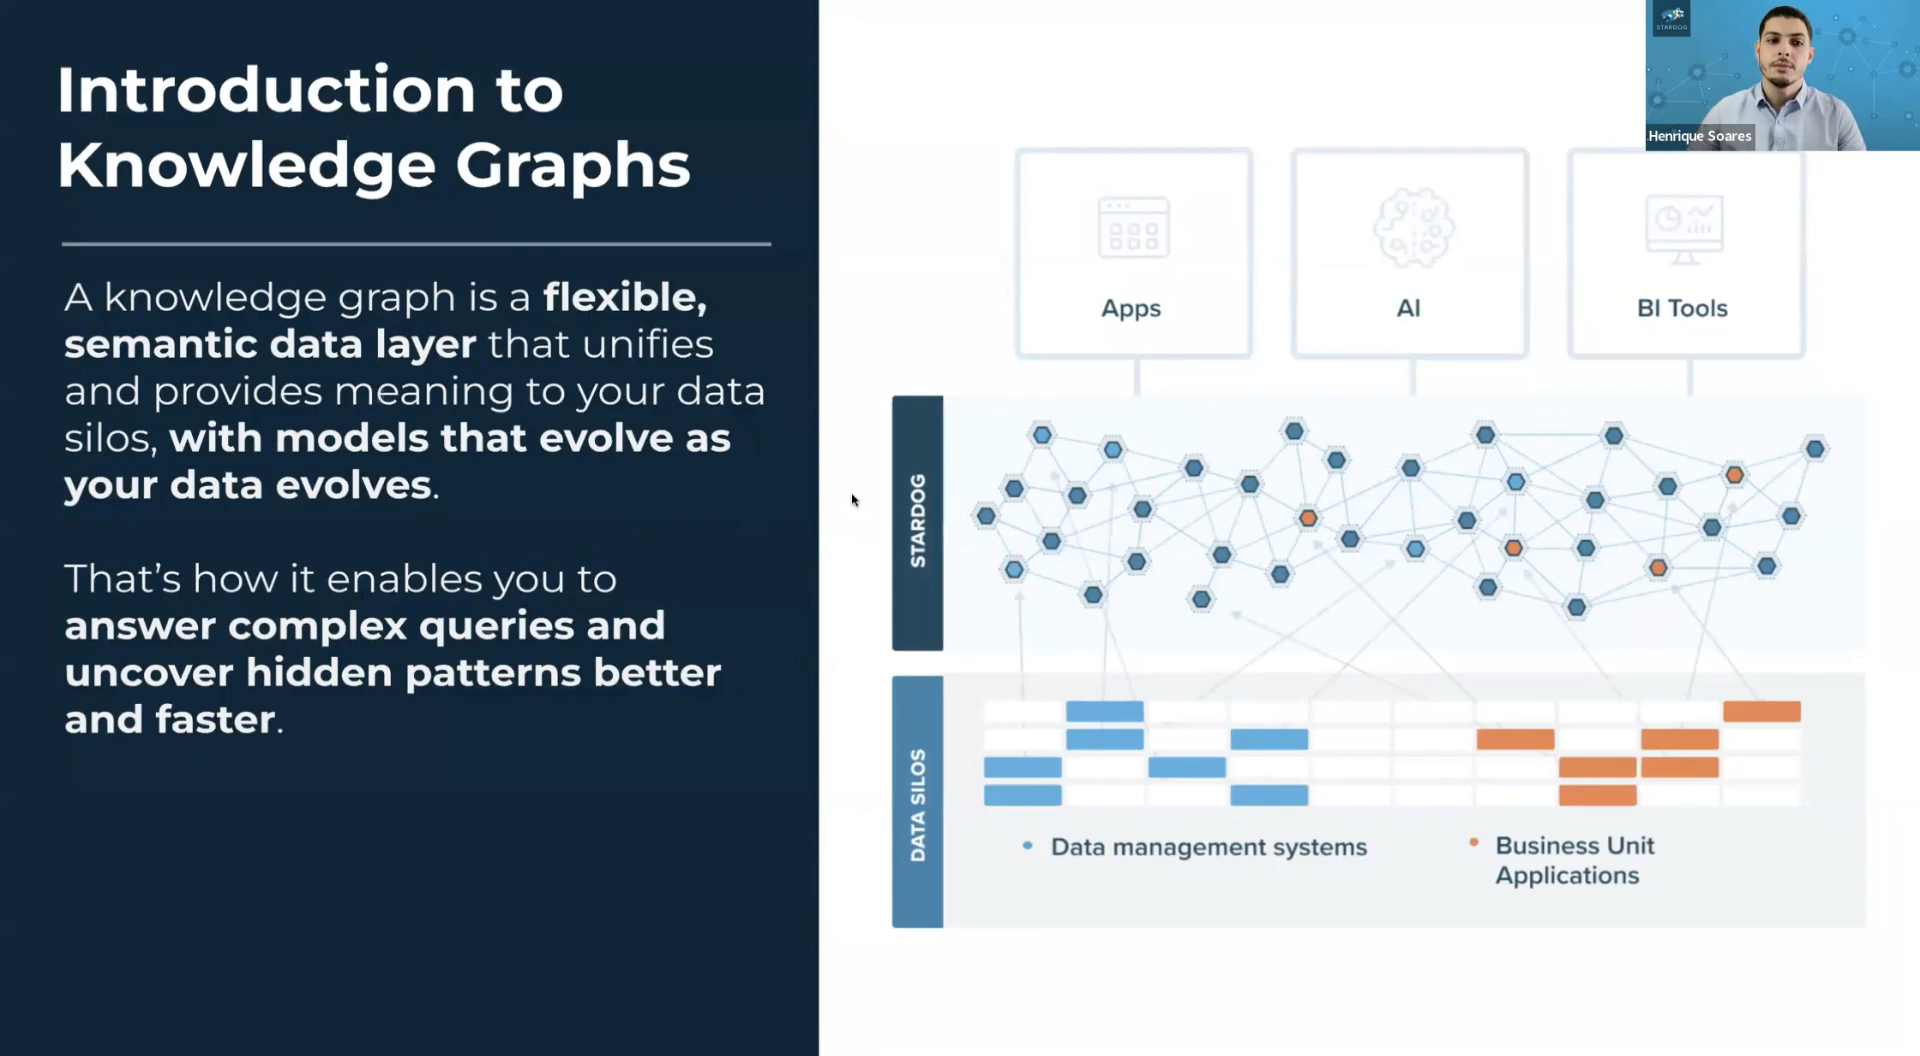 Introduction to
Knowledge Graphs
A knowledge graph is a flexible,
semantic data layer that unifies
and provides meaning to your data
silos, with models that evolve as
your data evolves.
That’s how it enables you to
answer complex queries and
uncover hidden patterns better
and faster.
STARDOG
Henrique Soares
Apps
AI
BI Tools
STARDOG
DATA SILOS
• Data management systems
• Business Unit
Applications